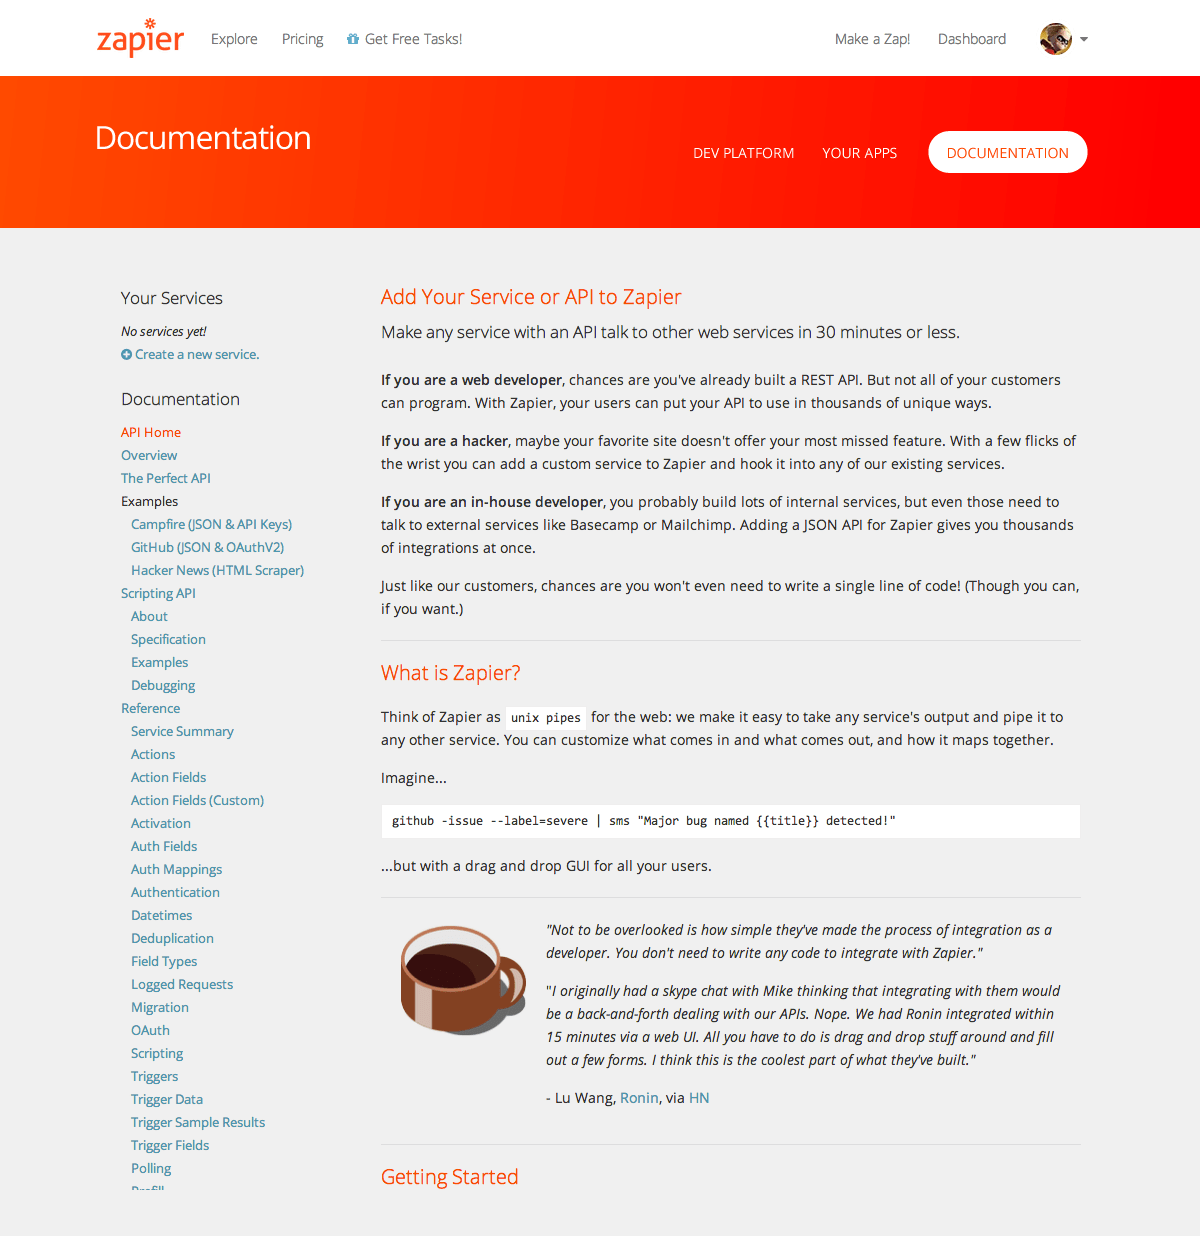 zapier Explore Pricing Get Free Tasks! Make a Zap! Dashboard
Documentation
DEV PLATFORM YOUR APPS DOCUMENTATION
Your Services
No services yet!
Create a new service.
Documentation
API Home
Overview
The Perfect API
Examples
Campfire (JSON & API Keys)
GitHub (JSON & OAuthV2)
Hacker News (HTML Scraper)
Scripting API
About
Specification
Examples
Debugging
Reference
Service Summary
Actions
Action Fields
Action Fields (Custom)
Activation
Auth Fields
Auth Mappings
Authentication
Datetimes
Deduplication
Field Types
Logged Requests
Migration
OAuth
Scripting
Triggers
Trigger Data
Trigger Sample Results
Trigger Fields
Polling
Add Your Service or API to Zapier
Make any service with an API talk to other web services in 30 minutes or less.
If you are a web developer, chances are you've already built a REST API. But not all of your customers
can program. With Zapier, your users can put your API to use in thousands of unique ways.
If you are a hacker, maybe your favorite site doesn't offer your most missed feature. With a few flicks of
the wrist you can add a custom service to Zapier and hook it into any of our existing services.
If you are an in-house developer, you probably build lots of internal services, but even those need to
talk to external services like Basecamp or Mailchimp. Adding a JSON API for Zapier gives you thousands
of integrations at once.
Just like our customers, chances are you won't even need to write a single line of code! (Though you can,
if you want.)
What is Zapier?
Think of Zapier as unix pipes for the web: we make it easy to take any service's output and pipe it to
any other service. You can customize what comes in and what comes out, and how it maps together.
Imagine...
github -issue --label=severe | sms "Major bug named {{title}} detected!"
...but with a drag and drop GUI for all your users.
"Not to be overlooked is how simple they've made the process of integration as a
developer. You don't need to write any code to integrate with Zapier."
"I originally had a skype chat with Mike thinking that integrating with them would
be a back-and-forth dealing with our APIs. Nope. We had Ronin integrated within
15 minutes via a web UI. All you have to do is drag and drop stuff around and fill
out a few forms. I think this is the coolest part of what they've built."
- Lu Wang, Ronin, via HN
Getting Started